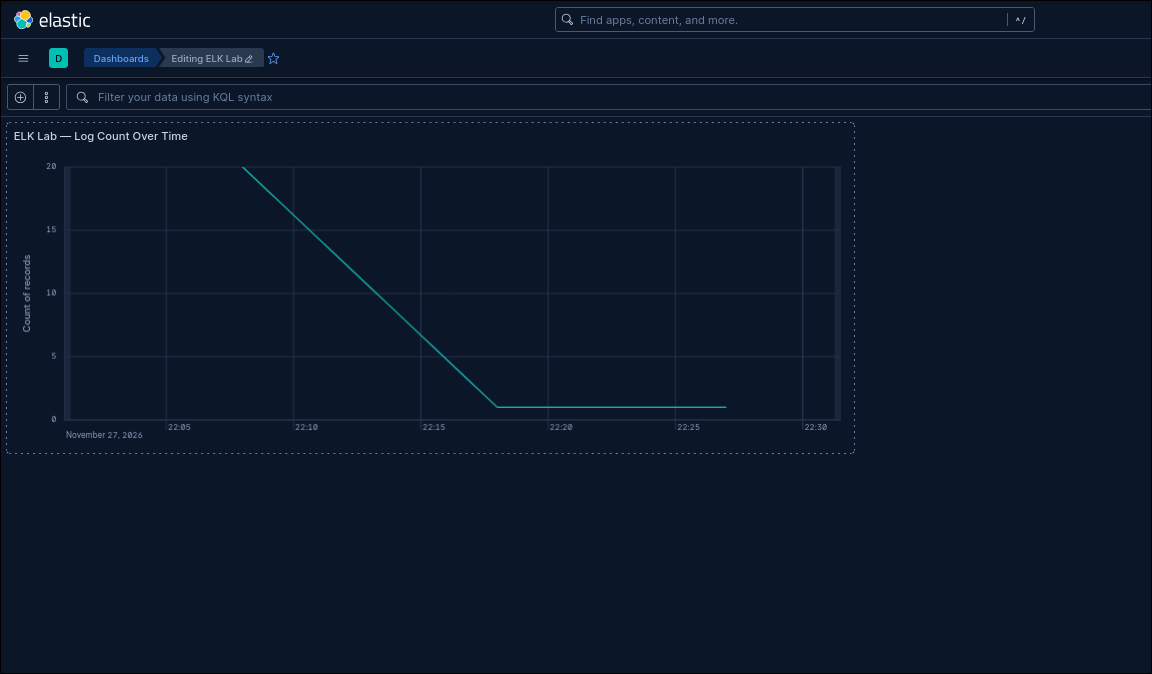 elastic
Find apps, content, and more.
^/
D
Dashboards
Editing ELK Lab
Filter your data using KQL syntax
ELK Lab — Log Count Over Time
20
15
10
5
0
Count of records
22:05
22:10
22:15
22:20
22:25
22:30
November 27, 2026